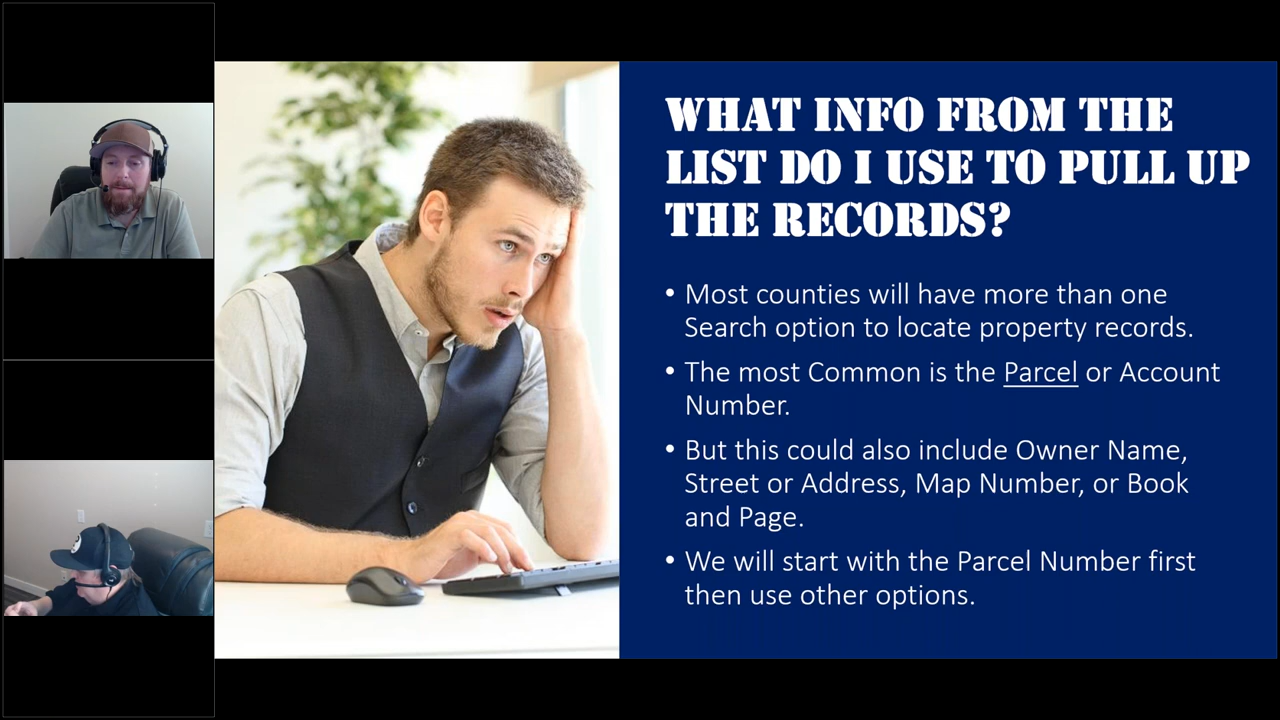 WHAT INFO FROM THE
LIST DO I USE TO PULL UP
THE RECORDS?
• Most counties will have more than one
Search option to locate property records.
• The most Common is the Parcel or Account
Number.
• But this could also include Owner Name,
Street or Address, Map Number, or Book
and Page.
• We will start with the Parcel Number first
then use other options.